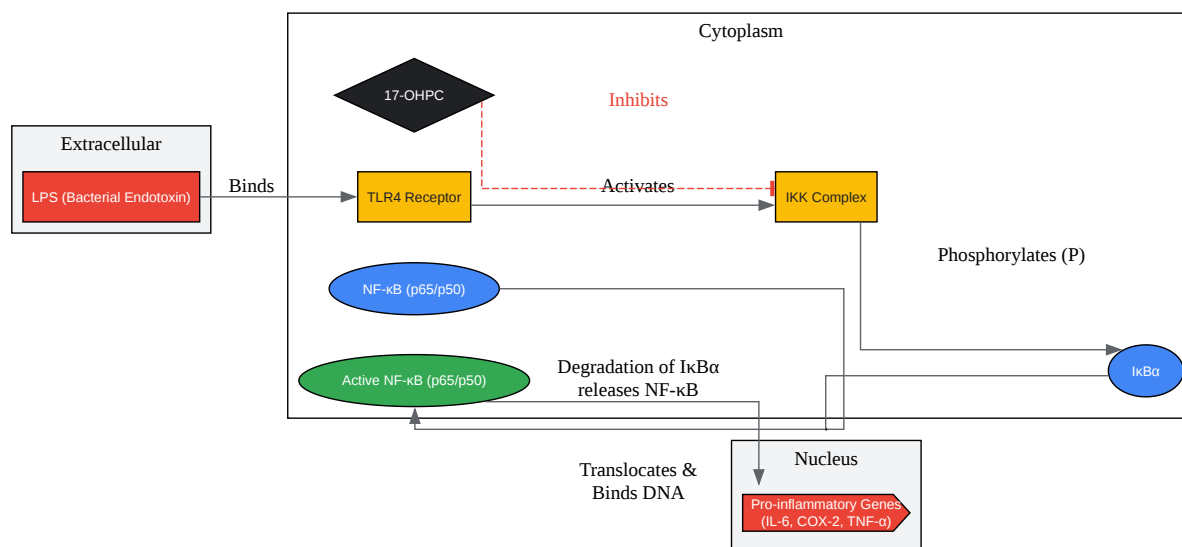 Cytoplasm
17-OHPC
Inhibits
Extracellular
LPS (Bacterial Endotoxin)
Binds
TLR4 Receptor
Activates
IKK Complex
Phosphorylates (P)
NF-κB (p65/p50)
Active NF-κB (p65/p50)
Degradation of IκBα
releases NF-κB
IκBα
Translocates &
Binds DNA
Nucleus
Pro-inflammatory Genes
(IL-6, COX-2, TNF-α)